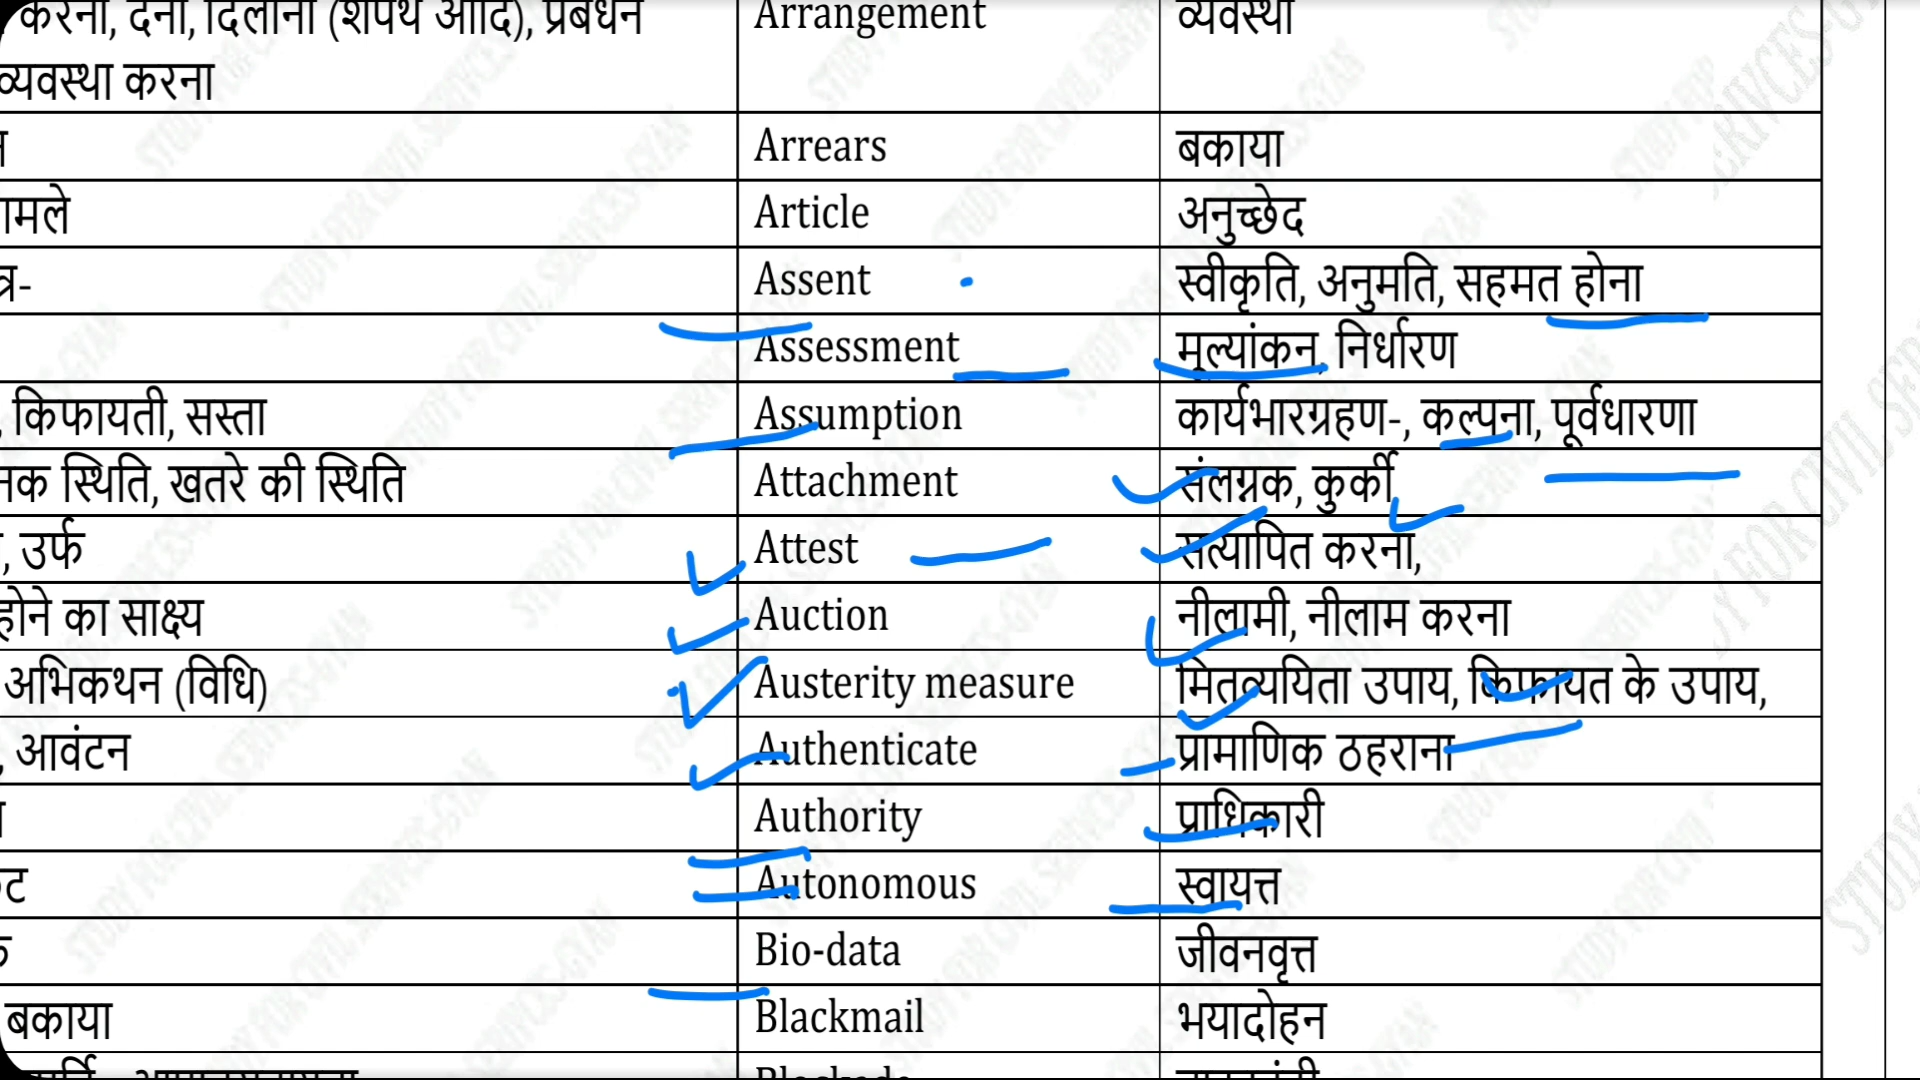 करना, देना, दिलाना (शपथ आदि), प्रबंधन Arrangement व्यवस्था
व्यवस्था करना
Arrears बकाया
Article अनुच्छेद
Assent स्वीकृति, अनुमति, सहमत होना
Assessment मूल्यांकन, निर्धारण
, किफायती, सस्ता Assumption कार्यभारग्रहण-, कल्पना, पूर्वधारणा
स्थिति, खतरे की स्थिति Attachment संलग्नक, कुर्की
, उर्फ Attest सत्यापित करना,
होने का साक्ष्य Auction नीलामी, नीलाम करना
अभिकथन (विधि) Austerity measure मितव्ययिता उपाय, किफायत के उपाय,
, आवंटन Authenticate प्रामाणिक ठहराना
Authority प्राधिकारी
Autonomous स्वायत्त
Bio-data जीवनवृत्त
बकाया Blackmail भयादोहन